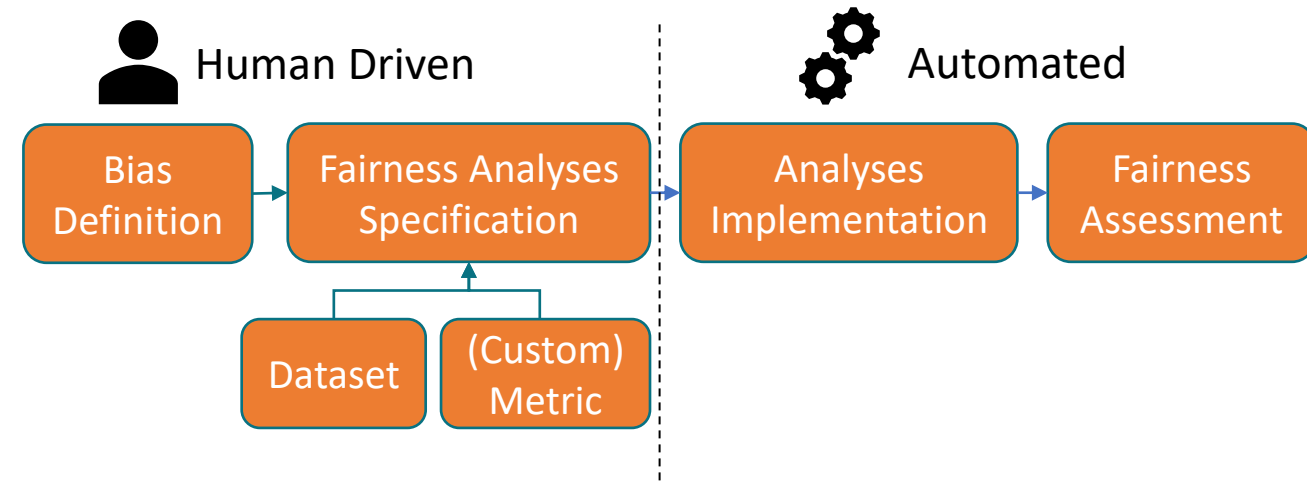 Human Driven
Automated
Bias
Definition
Fairness Analyses
Specification
Analyses
Implementation
Fairness
Assessment
Dataset
(Custom)
Metric